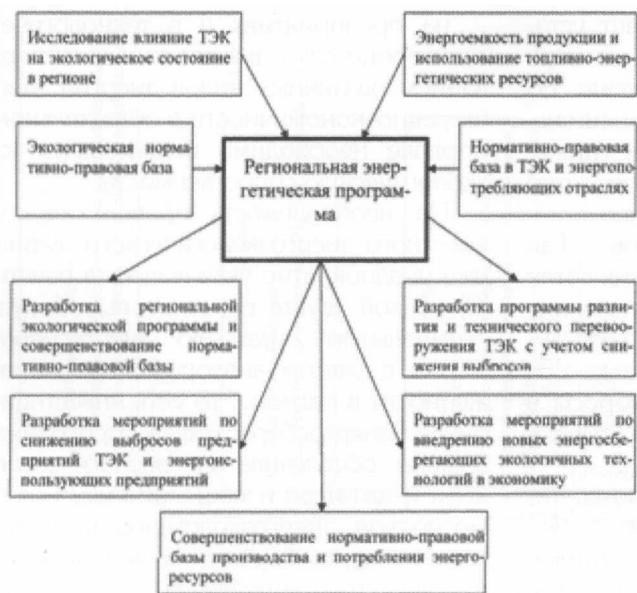 Исследование влияние ТЭК
на экологическое состояние
в регионе
Энергоемкость продукции и
использование топливно-энер-
гетических ресурсов
Экологическая норма-
тивно-правовая база
Региональная энер-
гетическая програм-
ма
Нормативно-правовая
база в ТЭК и энергопо-
требляющих отраслях
Разработка региональной
экологической программы и
совершенствование норма-
тивно-правовой базы
Разработка программы разви-
тия и технического перево-
оружения ТЭК с учетом сни-
жения выбросов
Разработка мероприятий по
снижению выбросов пред-
приятий ТЭК и энергоис-
пользующих предприятий
Разработка мероприятий по
внедрению новых энергосбе-
регающих экологичных тех-
нологий в экономику
Совершенствование нормативно-правовой
базы производства и потребления энерго-
ресурсов